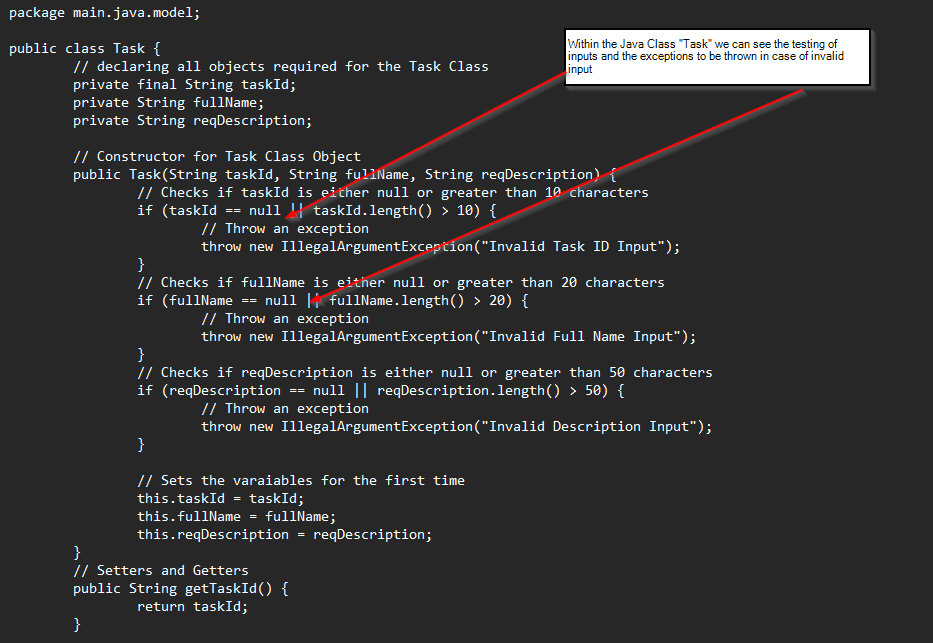 package main.java.model;
public class Task {
// declaring all objects required for the Task Class
private final String taskId;
private String fullName;
private String reqDescription;
// Constructor for Task Class Object
public Task(String taskId, String fullName, String reqDescription) {
// Checks if taskId is either null or greater than 10 characters
if (taskId == null || taskId.length() > 10) {
// Throw an exception
throw new IllegalArgumentException("Invalid Task ID Input");
}
// Checks if fullName is either null or greater than 20 characters
if (fullName == null || fullName.length() > 20) {
// Throw an exception
throw new IllegalArgumentException("Invalid Full Name Input");
}
// Checks if reqDescription is either null or greater than 50 characters
if (reqDescription == null || reqDescription.length() > 50) {
// Throw an exception
throw new IllegalArgumentException("Invalid Description Input");
}
// Sets the varaiables for the first time
this.taskId = taskId;
this.fullName = fullName;
this.reqDescription = reqDescription;
}
// Setters and Getters
public String getTaskId() {
return taskId;
}
Within the Java Class "Task" we can see the testing of
inputs and the exceptions to be thrown in case of invalid
input